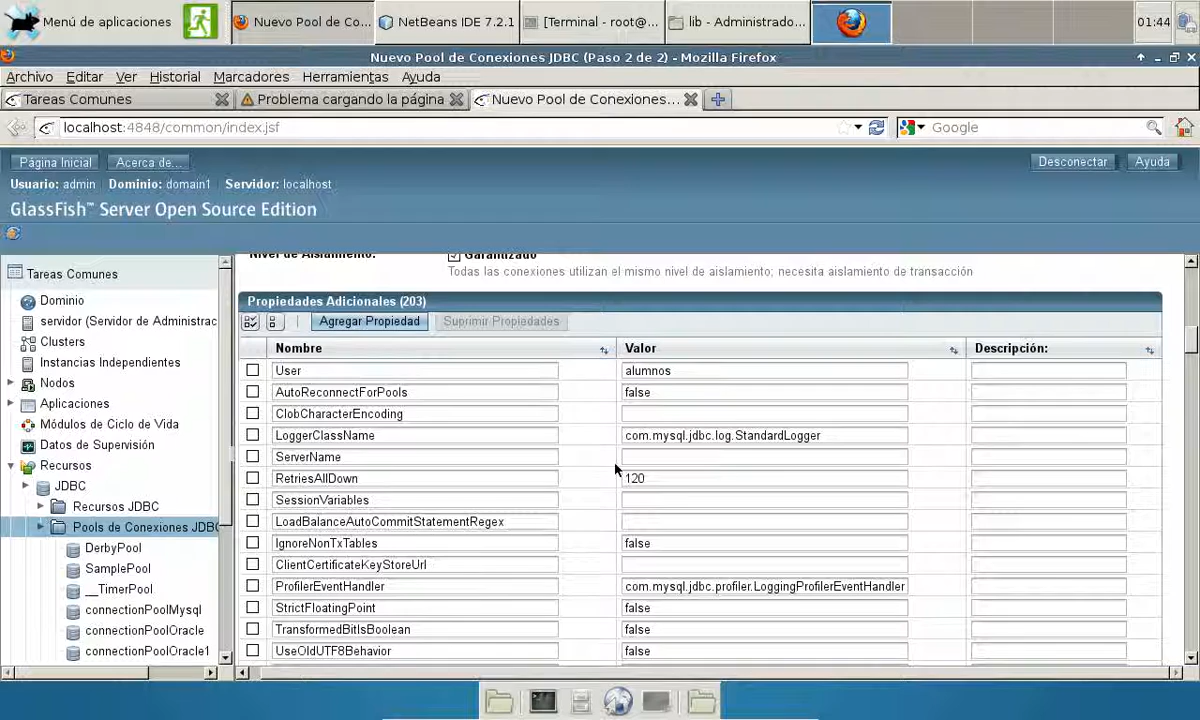 Menú de aplicaciones
Nuevo Pool de Co...
NetBeans IDE 7.2.1
[Terminal - root@...
lib - Administrado...
01:44
Nuevo Pool de Conexiones JDBC (Paso 2 de 2) - Mozilla Firefox
Archivo Editar Ver Historial Marcadores Herramientas Ayuda
Tareas Comunes
Problema cargando la página
Nuevo Pool de Conexiones...
localhost:4848/common/index.jsf
Google
Página Inicial
Acerca de...
Desconectar
Ayuda
Usuario: admin Dominio: domain1 Servidor: localhost
GlassFish™ Server Open Source Edition
Tareas Comunes
Dominio
servidor (Servidor de Administrac
Clusters
Instancias Independientes
Nodos
Aplicaciones
Módulos de Ciclo de Vida
Datos de Supervisión
Recursos
JDBC
Recursos JDBC
Pools de Conexiones JDBC
DerbyPool
SamplePool
__TimerPool
connectionPoolMysql
connectionPoolOracle
connectionPoolOracle1
Nivel de Aislamiento:
Garantizado
Todas las conexiones utilizan el mismo nivel de aislamiento; necesita aislamiento de transacción
Propiedades Adicionales (203)
Agregar Propiedad
Suprimir Propiedades
Nombre Valor Descripción:
User alumnos
AutoReconnectForPools false
ClobCharacterEncoding
LoggerClassName com.mysql.jdbc.log.StandardLogger
ServerName
RetriesAllDown 120
SessionVariables
LoadBalanceAutoCommitStatementRegex
IgnoreNonTxTables false
ClientCertificateKeyStoreUrl
ProfilerEventHandler com.mysql.jdbc.profiler.LoggingProfilerEventHandler
StrictFloatingPoint false
TransformedBitIsBoolean false
UseOldUTF8Behavior false